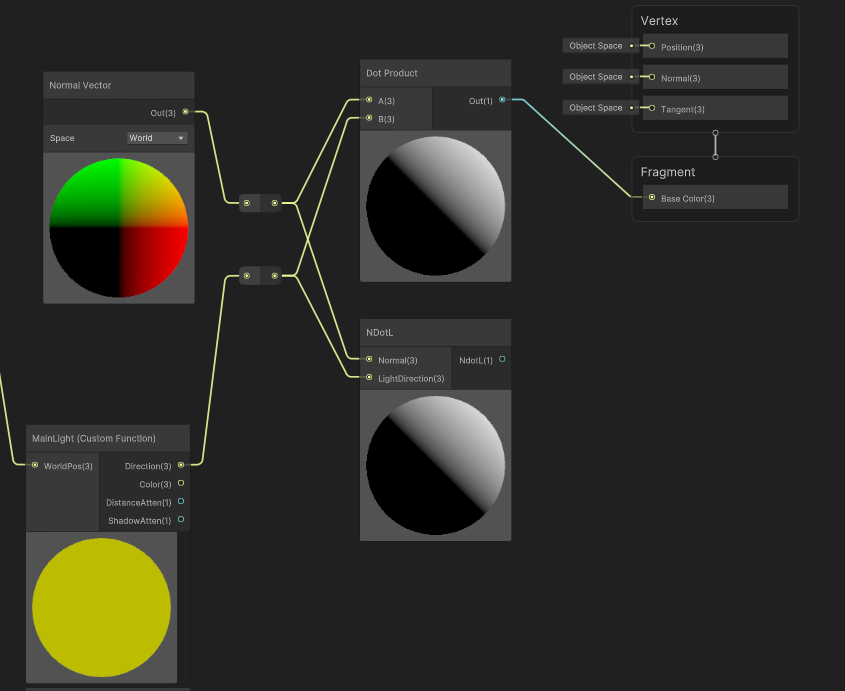 Normal Vector
Out(3)
Space World
Dot Product
A(3) Out(1)
B(3)
Vertex
Object Space Position(3)
Object Space Normal(3)
Object Space Tangent(3)
Fragment
Base Color(3)
NDotL
Normal(3) NdotL(1)
LightDirection(3)
MainLight (Custom Function)
WorldPos(3) Direction(3)
Color(3)
DistanceAtten(1)
ShadowAtten(1)